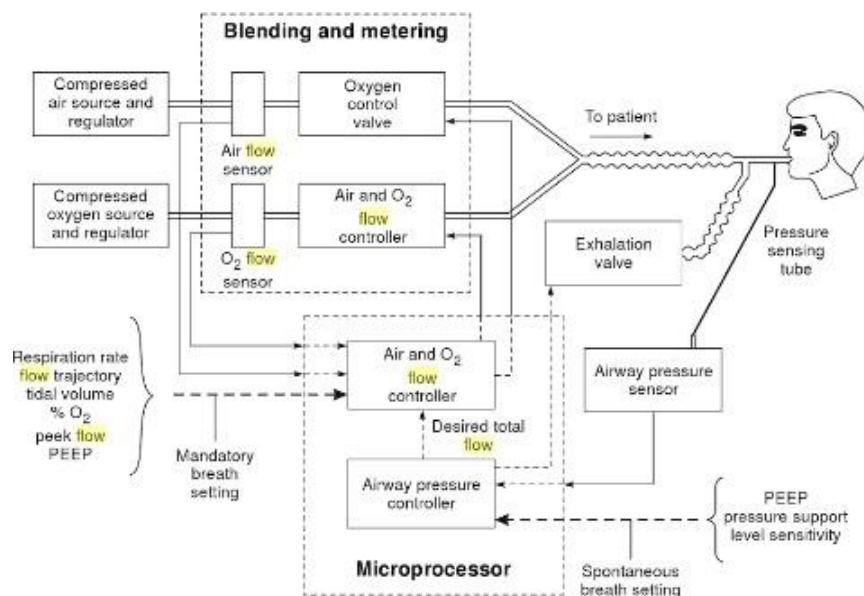 Blending and metering
Compressed
air source and
regulator
Oxygen
control
valve
To patient
Air flow
sensor
Compressed
oxygen source
and regulator
Air and O₂
flow
controller
O₂ flow
sensor
Exhalation
valve
Pressure
sensing
tube
Respiration rate
flow trajectory
tidal volume
% O₂
peek flow
PEEP
Air and O₂
flow
controller
Airway pressure
sensor
Mandatory
breath
setting
Desired total
flow
Airway pressure
controller
PEEP
pressure support
level sensitivity
Microprocessor
Spontaneous
breath setting